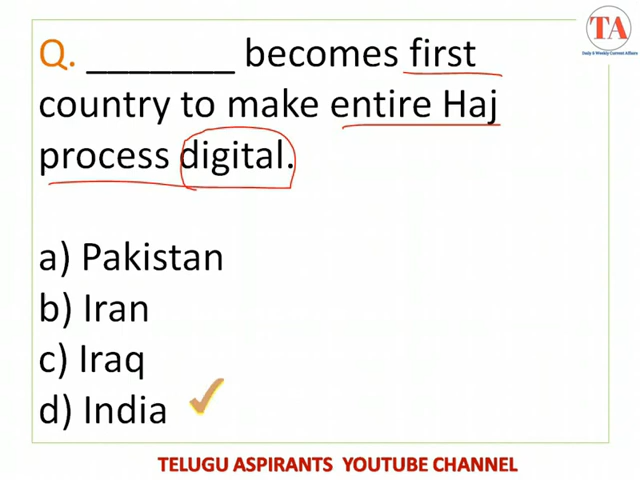 TA
Daily & Weekly Current Affairs
Q. _______ becomes first
country to make entire Haj
process digital.
a) Pakistan
b) Iran
c) Iraq
d) India
TELUGU ASPIRANTS YOUTUBE CHANNEL